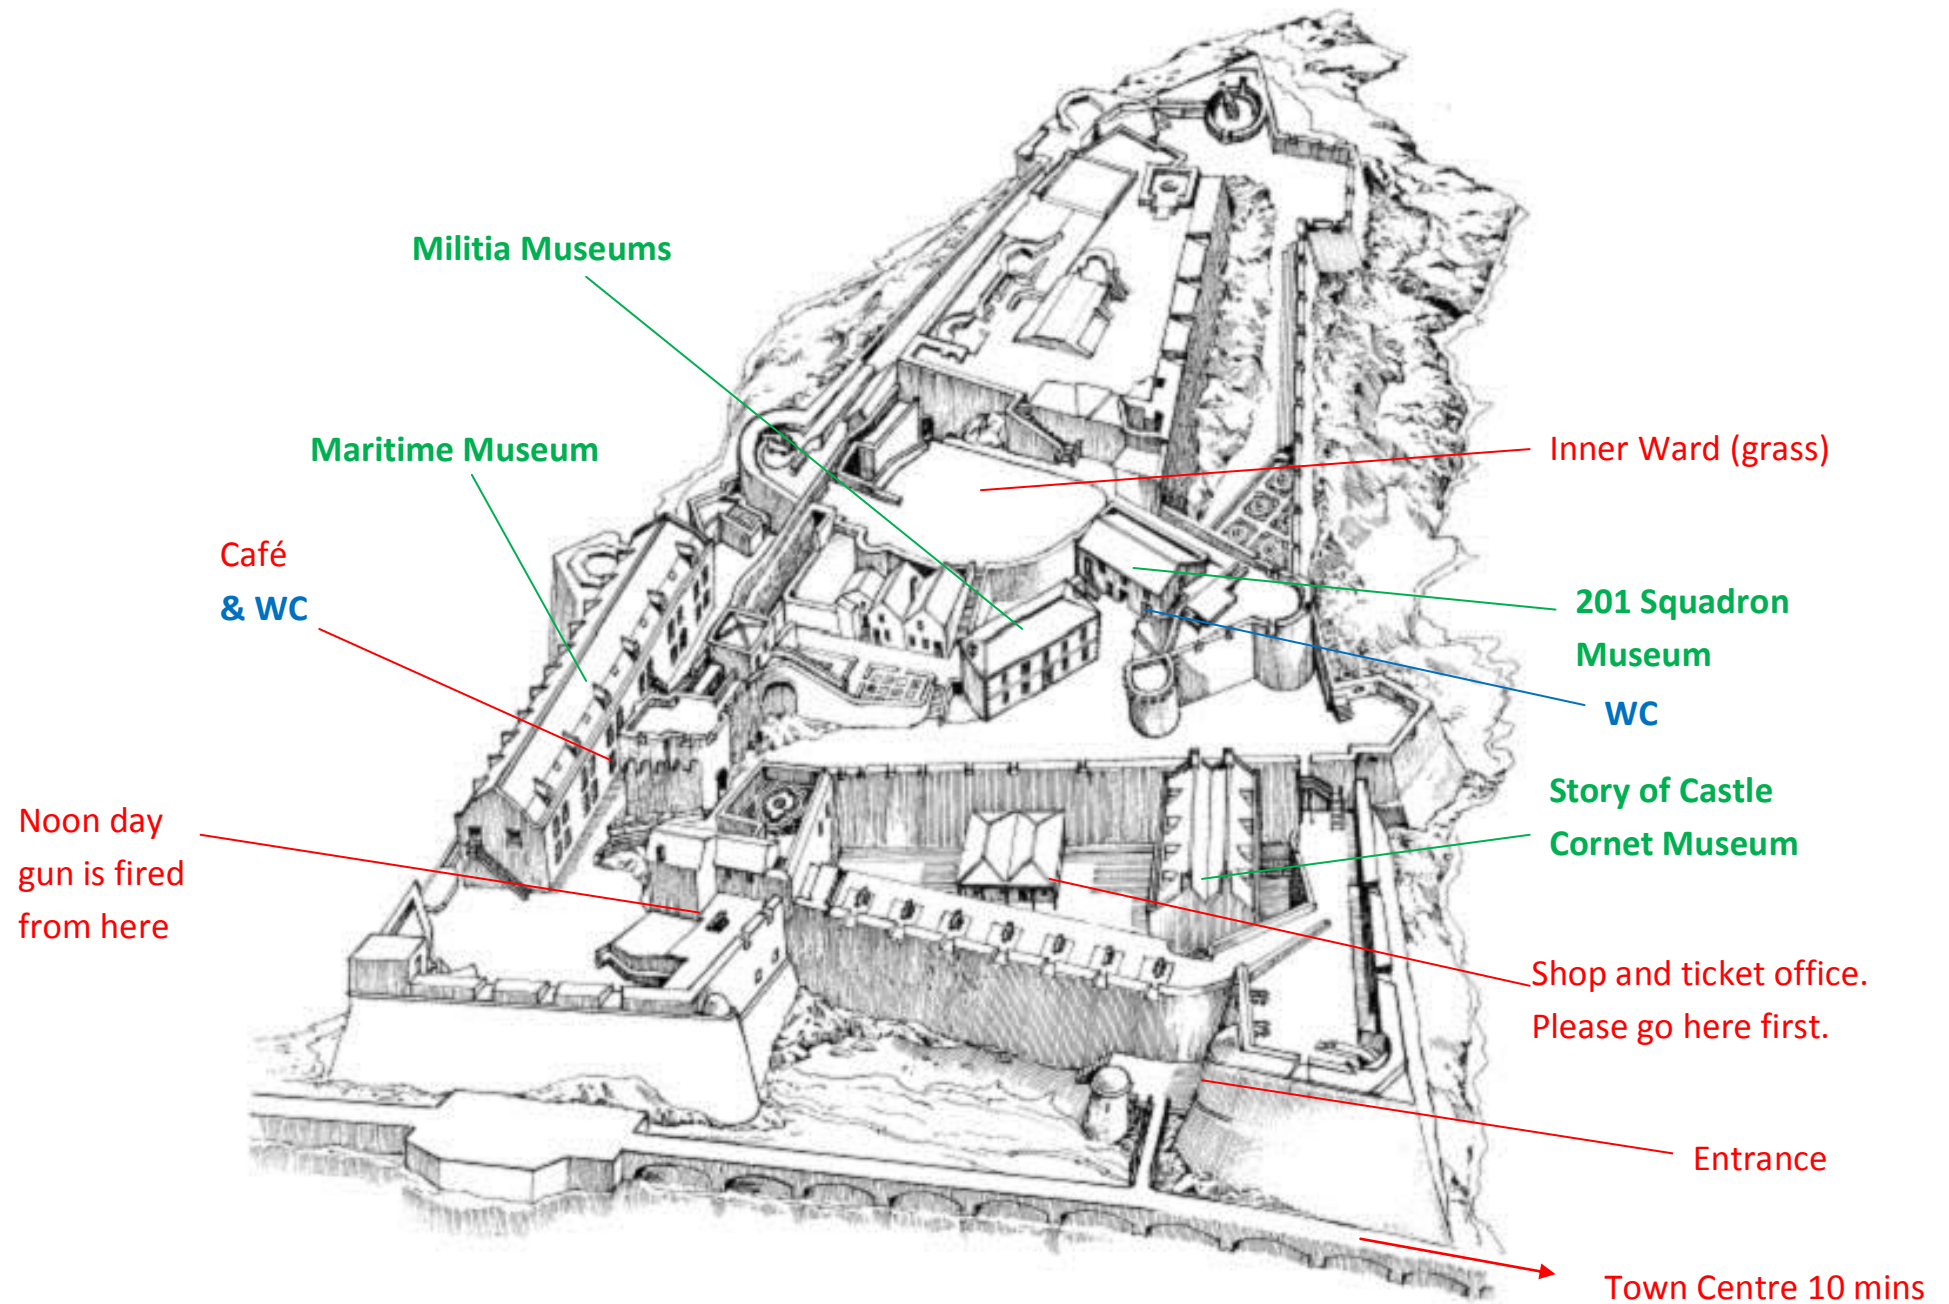 Militia Museums
Maritime Museum
Inner Ward (grass)
Café
& WC
201 Squadron
Museum
WC
Story of Castle
Cornet Museum
Noon day
gun is fired
from here
Shop and ticket office.
Please go here first.
Entrance
Town Centre 10 mins